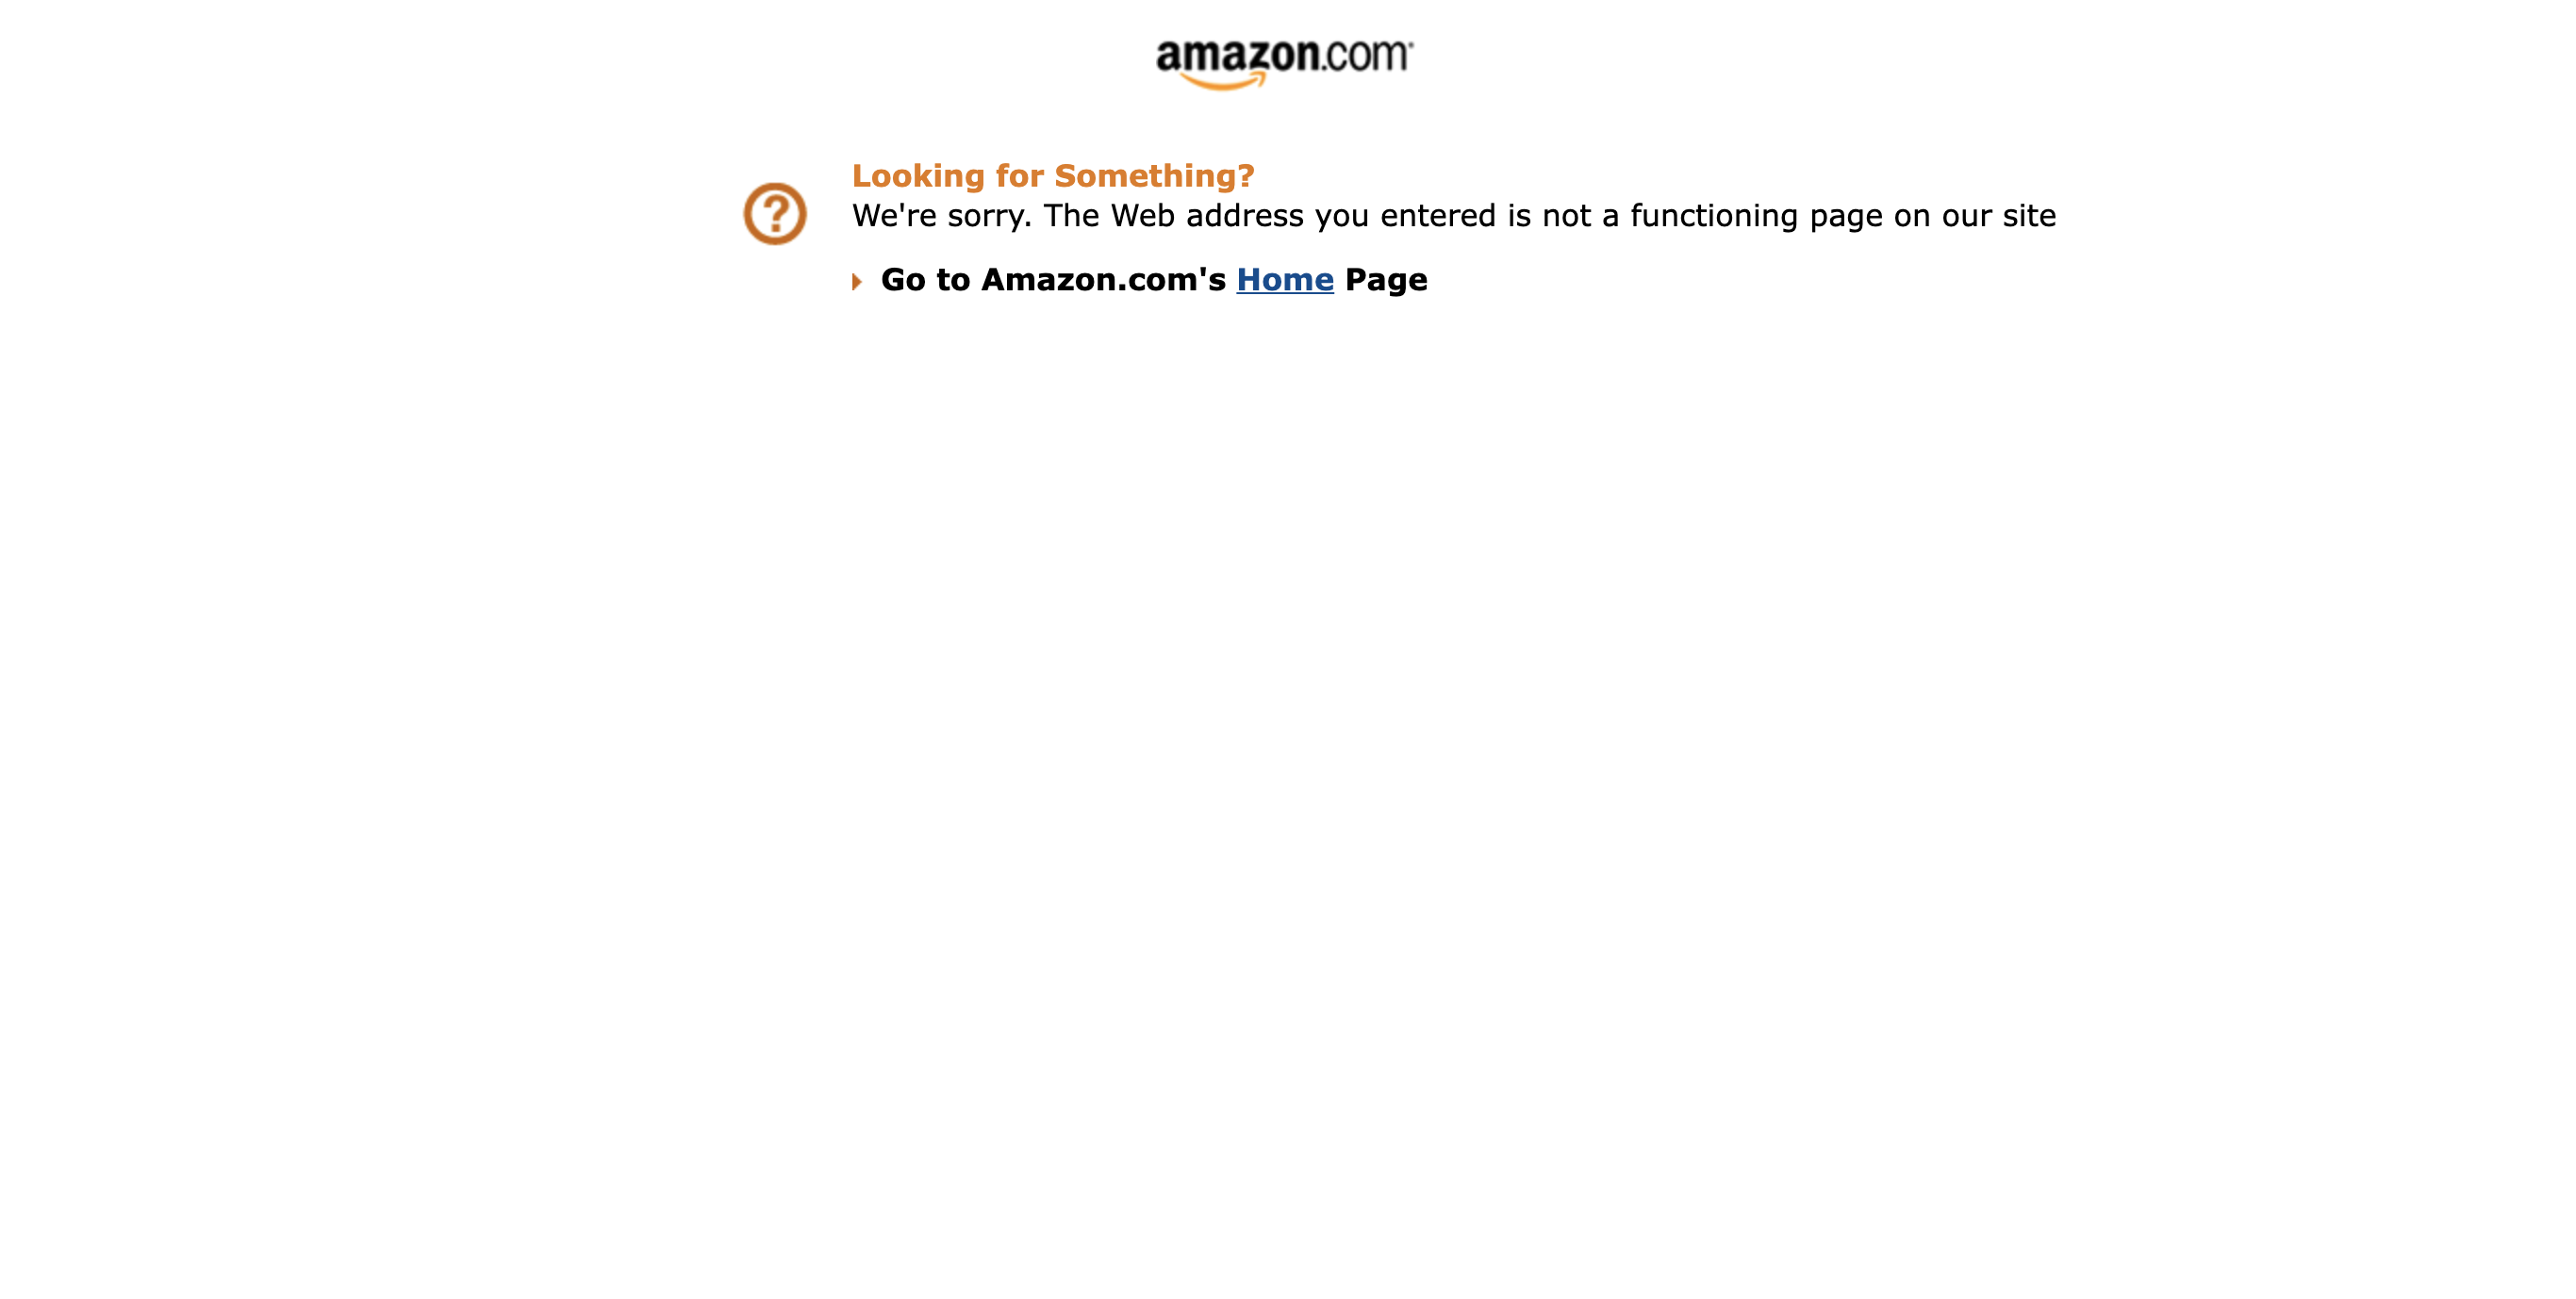 amazon.com
Looking for Something?
We're sorry. The Web address you entered is not a functioning page on our site
Go to Amazon.com's Home Page